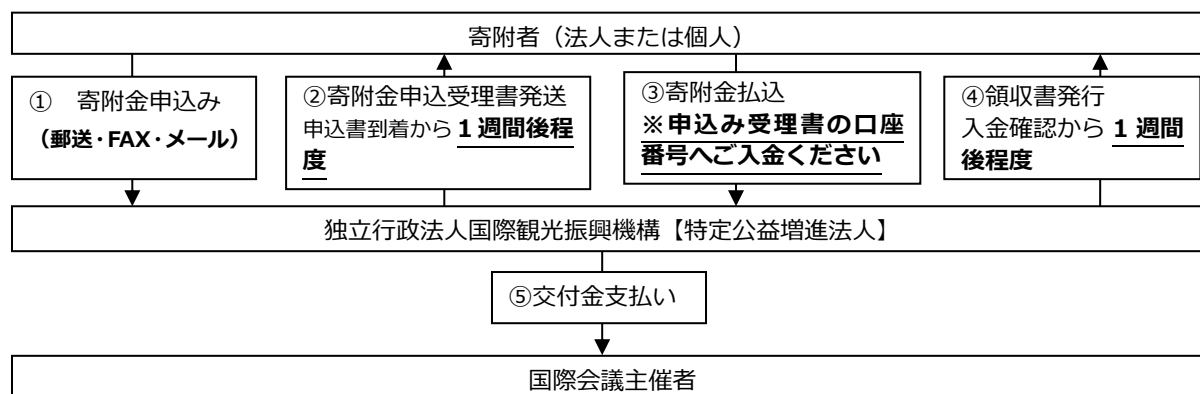 寄附者（法人または個人）
① 寄附金申込み
（郵送・FAX・メール）
②寄附金申込受理書発送
申込書到着から 1 週間後程
度
③寄附金払込
※申込み受理書の口座
番号へご入金ください
④領収書発行
入金確認から 1 週間
後程度
独立行政法人国際観光振興機構【特定公益増進法人】
⑤交付金支払い
国際会議主催者